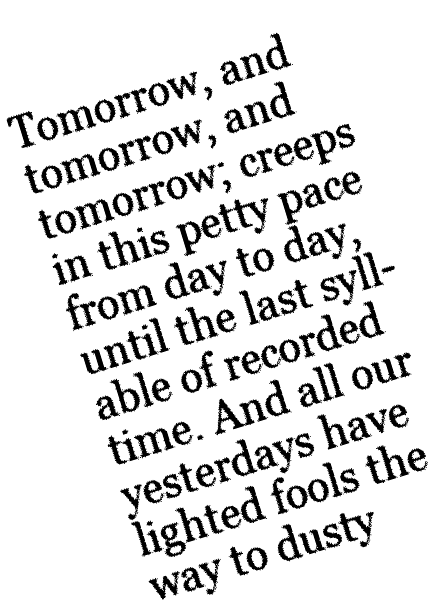 Tomorrow, and
tomorrow, and
tomorrow; creeps
in this petty pace
from day to day,
until the last syll-
able of recorded
time. And all our
yesterdays have
lighted fools the
way to dusty